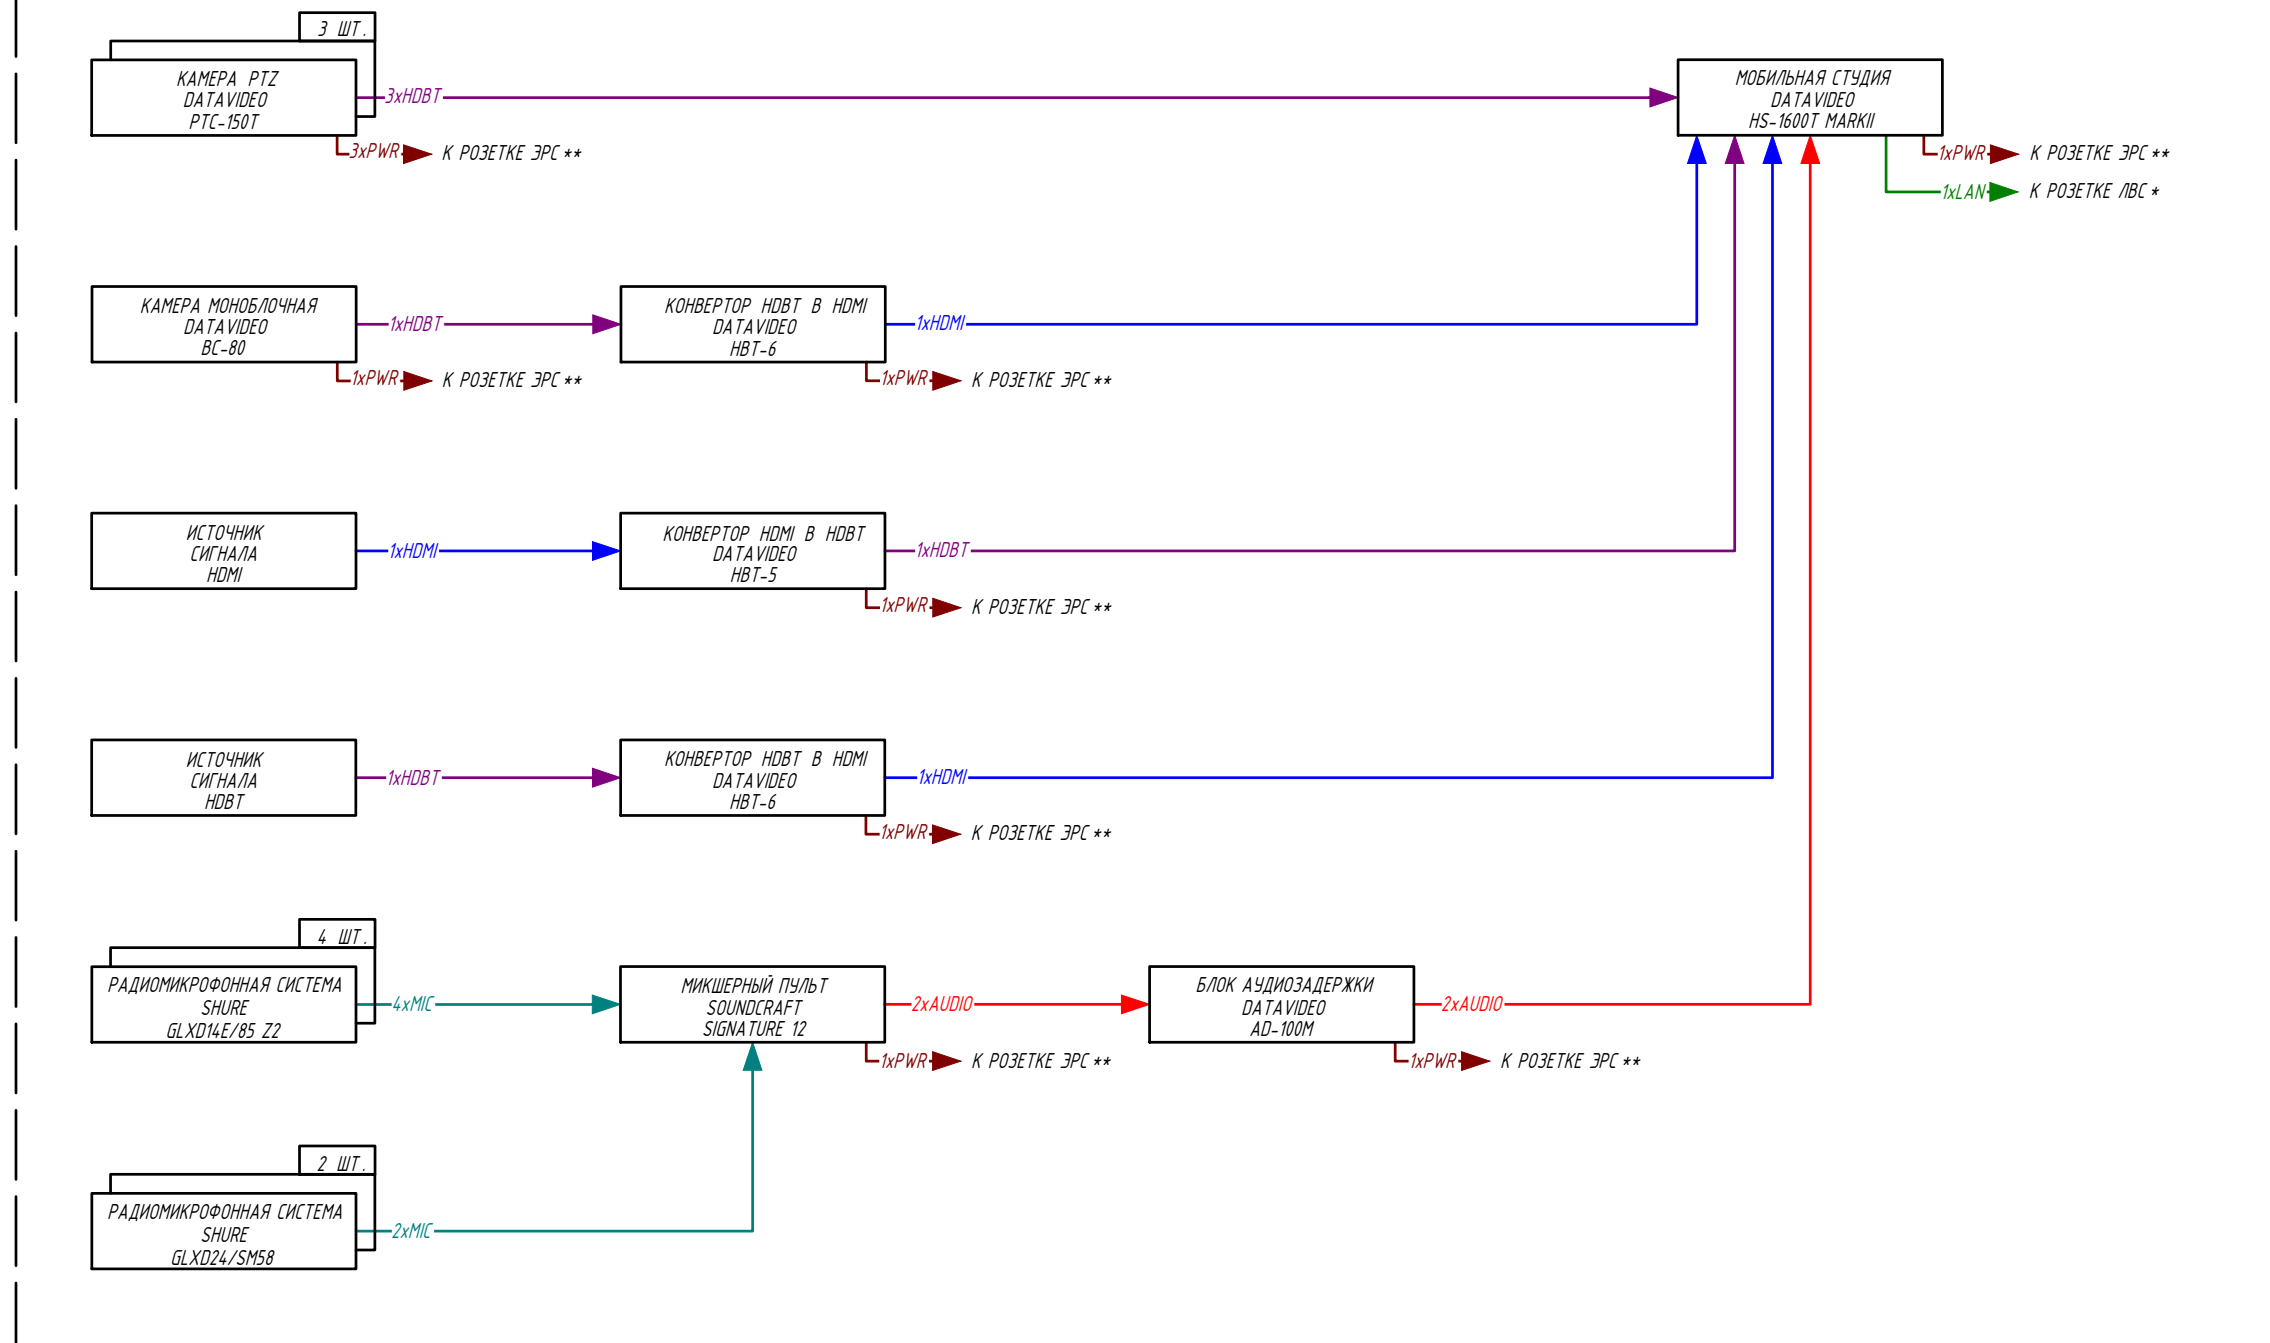 3 ШТ.
КАМЕРА PTZ
DATAVIDEO
PTC-150T
3xHDBT
3xPWR
К РОЗЕТКЕ ЭРС **
МОБИЛЬНАЯ СТУДИЯ
DATAVIDEO
HS-1600T MARKII
1xPWR
К РОЗЕТКЕ ЭРС **
1xLAN
К РОЗЕТКЕ ЛВС *
КАМЕРА МОНОБЛОЧНАЯ
DATAVIDEO
BC-80
1xHDBT
1xPWR
К РОЗЕТКЕ ЭРС **
КОНВЕРТОР HDBT В HDMI
DATAVIDEO
HBT-6
1xHDMI
1xPWR
К РОЗЕТКЕ ЭРС **
ИСТОЧНИК
СИГНАЛА
HDMI
1xHDMI
КОНВЕРТОР HDMI В HDBT
DATAVIDEO
HBT-5
1xHDBT
1xPWR
К РОЗЕТКЕ ЭРС **
ИСТОЧНИК
СИГНАЛА
HDBT
1xHDBT
КОНВЕРТОР HDBT В HDMI
DATAVIDEO
HBT-6
1xHDMI
1xPWR
К РОЗЕТКЕ ЭРС **
4 ШТ.
РАДИОМИКРОФОННАЯ СИСТЕМА
SHURE
GLXD14E/85 Z2
4xMIC
МИКШЕРНЫЙ ПУЛЬТ
SOUNDCRAFT
SIGNATURE 12
2xAUDIO
1xPWR
К РОЗЕТКЕ ЭРС **
БЛОК АУДИОЗАДЕРЖКИ
DATAVIDEO
AD-100M
2xAUDIO
1xPWR
К РОЗЕТКЕ ЭРС **
2 ШТ.
РАДИОМИКРОФОННАЯ СИСТЕМА
SHURE
GLXD24/SM58
2xMIC